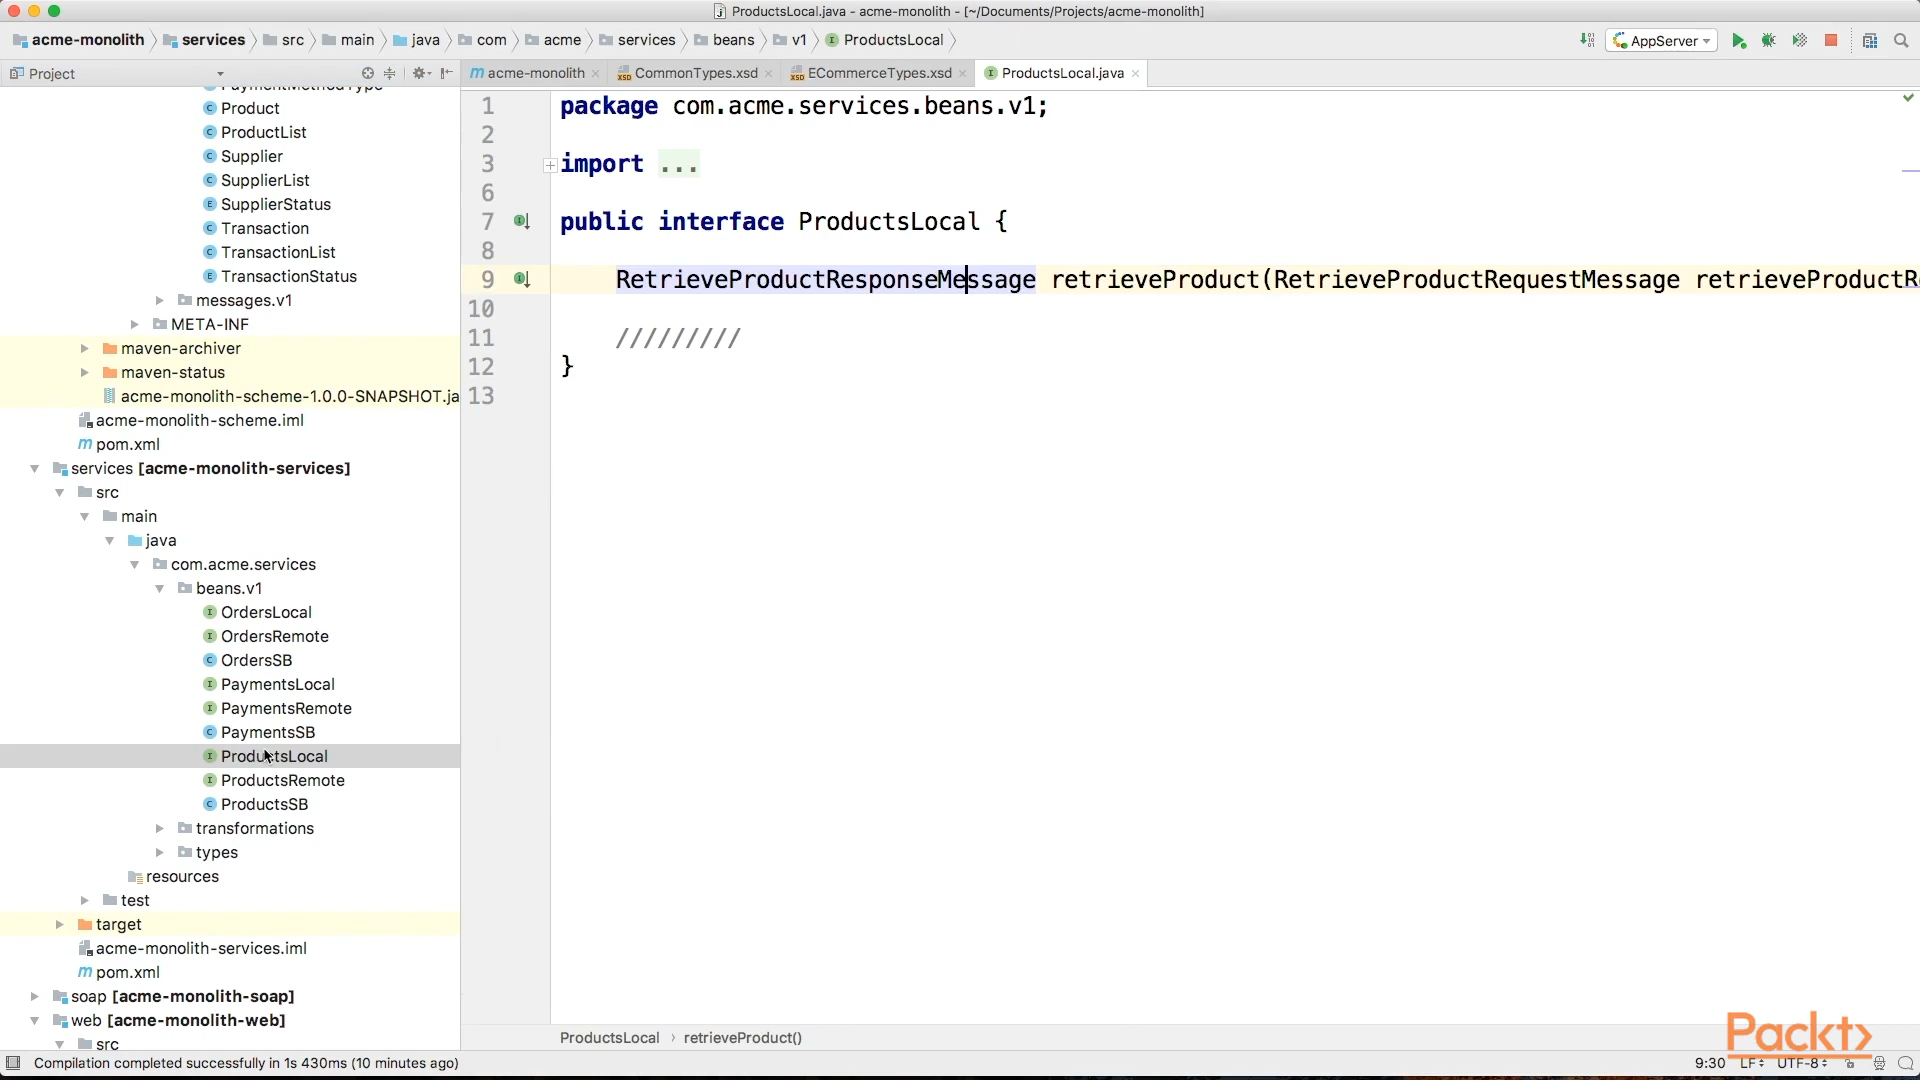 ProductsLocal.java - acme-monolith - [~/Documents/Projects/acme-monolith]
acme-monolith services src main java com acme services beans v1 ProductsLocal
AppServer
Project
acme-monolith CommonTypes.xsd ECommerceTypes.xsd ProductsLocal.java
Product
ProductList
Supplier
SupplierList
SupplierStatus
Transaction
TransactionList
TransactionStatus
messages.v1
META-INF
maven-archiver
maven-status
acme-monolith-scheme-1.0.0-SNAPSHOT.ja
acme-monolith-scheme.iml
pom.xml
services [acme-monolith-services]
src
main
java
com.acme.services
beans.v1
OrdersLocal
OrdersRemote
OrdersSB
PaymentsLocal
PaymentsRemote
PaymentsSB
ProductsLocal
ProductsRemote
ProductsSB
transformations
types
resources
test
target
acme-monolith-services.iml
pom.xml
soap [acme-monolith-soap]
web [acme-monolith-web]
src
1 package com.acme.services.beans.v1;
2
3 import ...
6
7 public interface ProductsLocal {
8
9 RetrieveProductResponseMessage retrieveProduct(RetrieveProductRequestMessage retrieveProductRe
10
11 /////////
12 }
13
ProductsLocal › retrieveProduct()
Packt>
Compilation completed successfully in 1s 430ms (10 minutes ago)
9:30 LF UTF-8